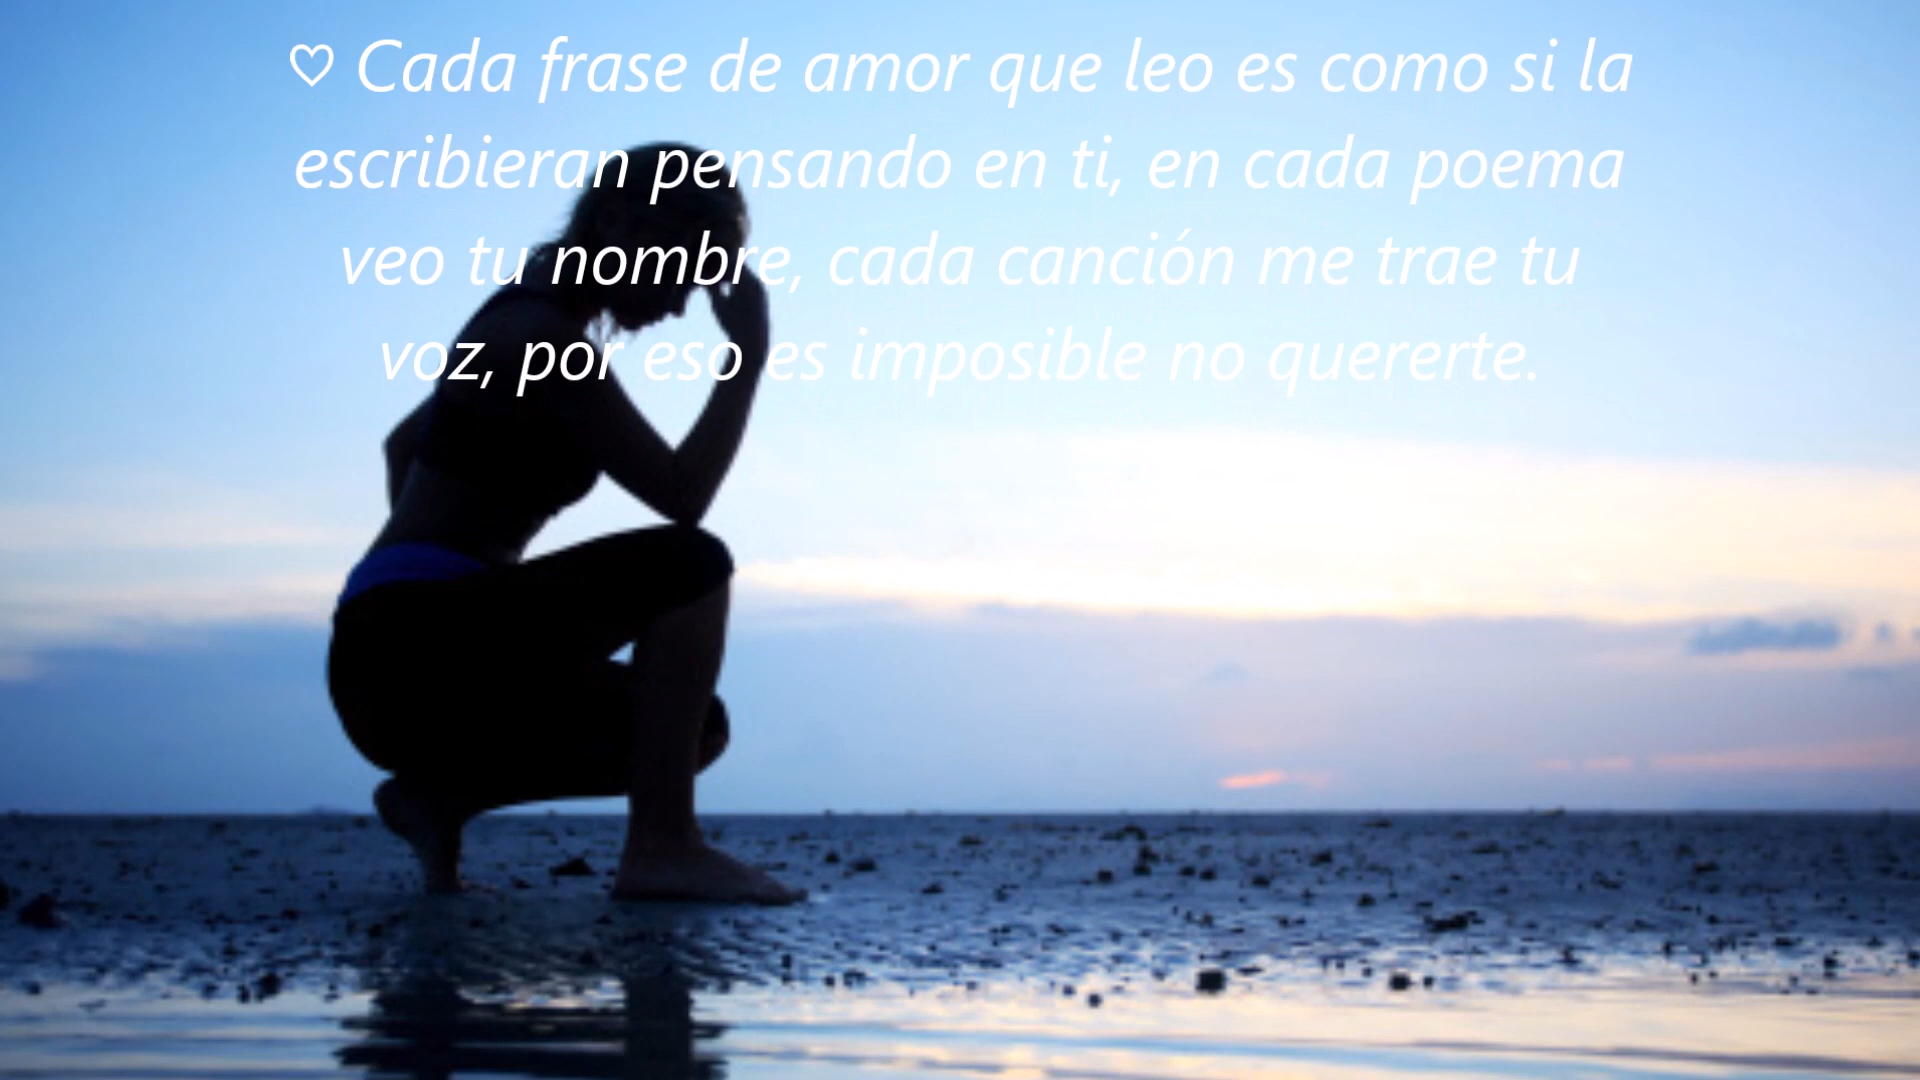 ♡ Cada frase de amor que leo es como si la
escribieran pensando en ti, en cada poema
veo tu nombre, cada canción me trae tu
voz, por eso es imposible no quererte.